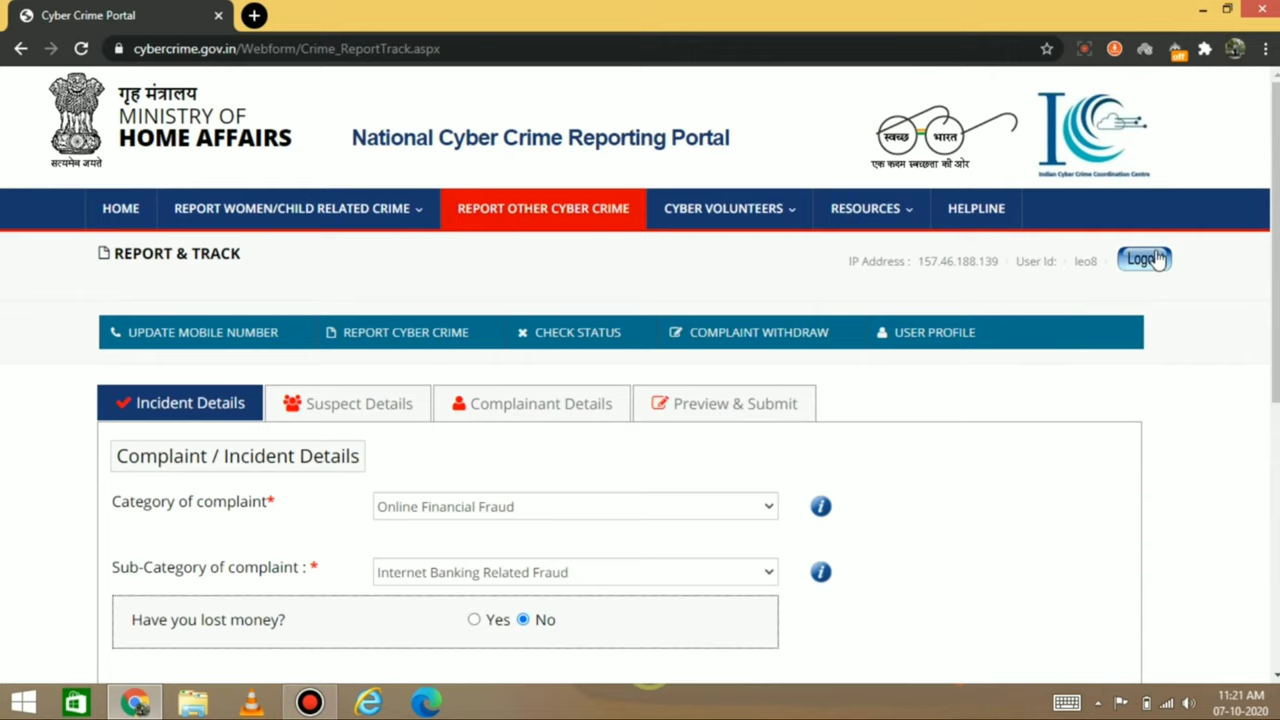 Cyber Crime Portal
cybercrime.gov.in/Webform/Crime_ReportTrack.aspx
off
गृह मंत्रालय
MINISTRY OF
HOME AFFAIRS
सत्यमेव जयते
National Cyber Crime Reporting Portal
स्वच्छ भारत
एक कदम स्वच्छता की ओर
Indian Cyber Crime Coordination Centre
HOME REPORT WOMEN/CHILD RELATED CRIME REPORT OTHER CYBER CRIME CYBER VOLUNTEERS RESOURCES HELPLINE
REPORT & TRACK
IP Address : 157.46.188.139 User Id: leo8
UPDATE MOBILE NUMBER REPORT CYBER CRIME CHECK STATUS COMPLAINT WITHDRAW USER PROFILE
Incident Details Suspect Details Complainant Details Preview & Submit
Complaint / Incident Details
Category of complaint* Online Financial Fraud
Sub-Category of complaint : * Internet Banking Related Fraud
Have you lost money? Yes No
11:21 AM
07-10-2020